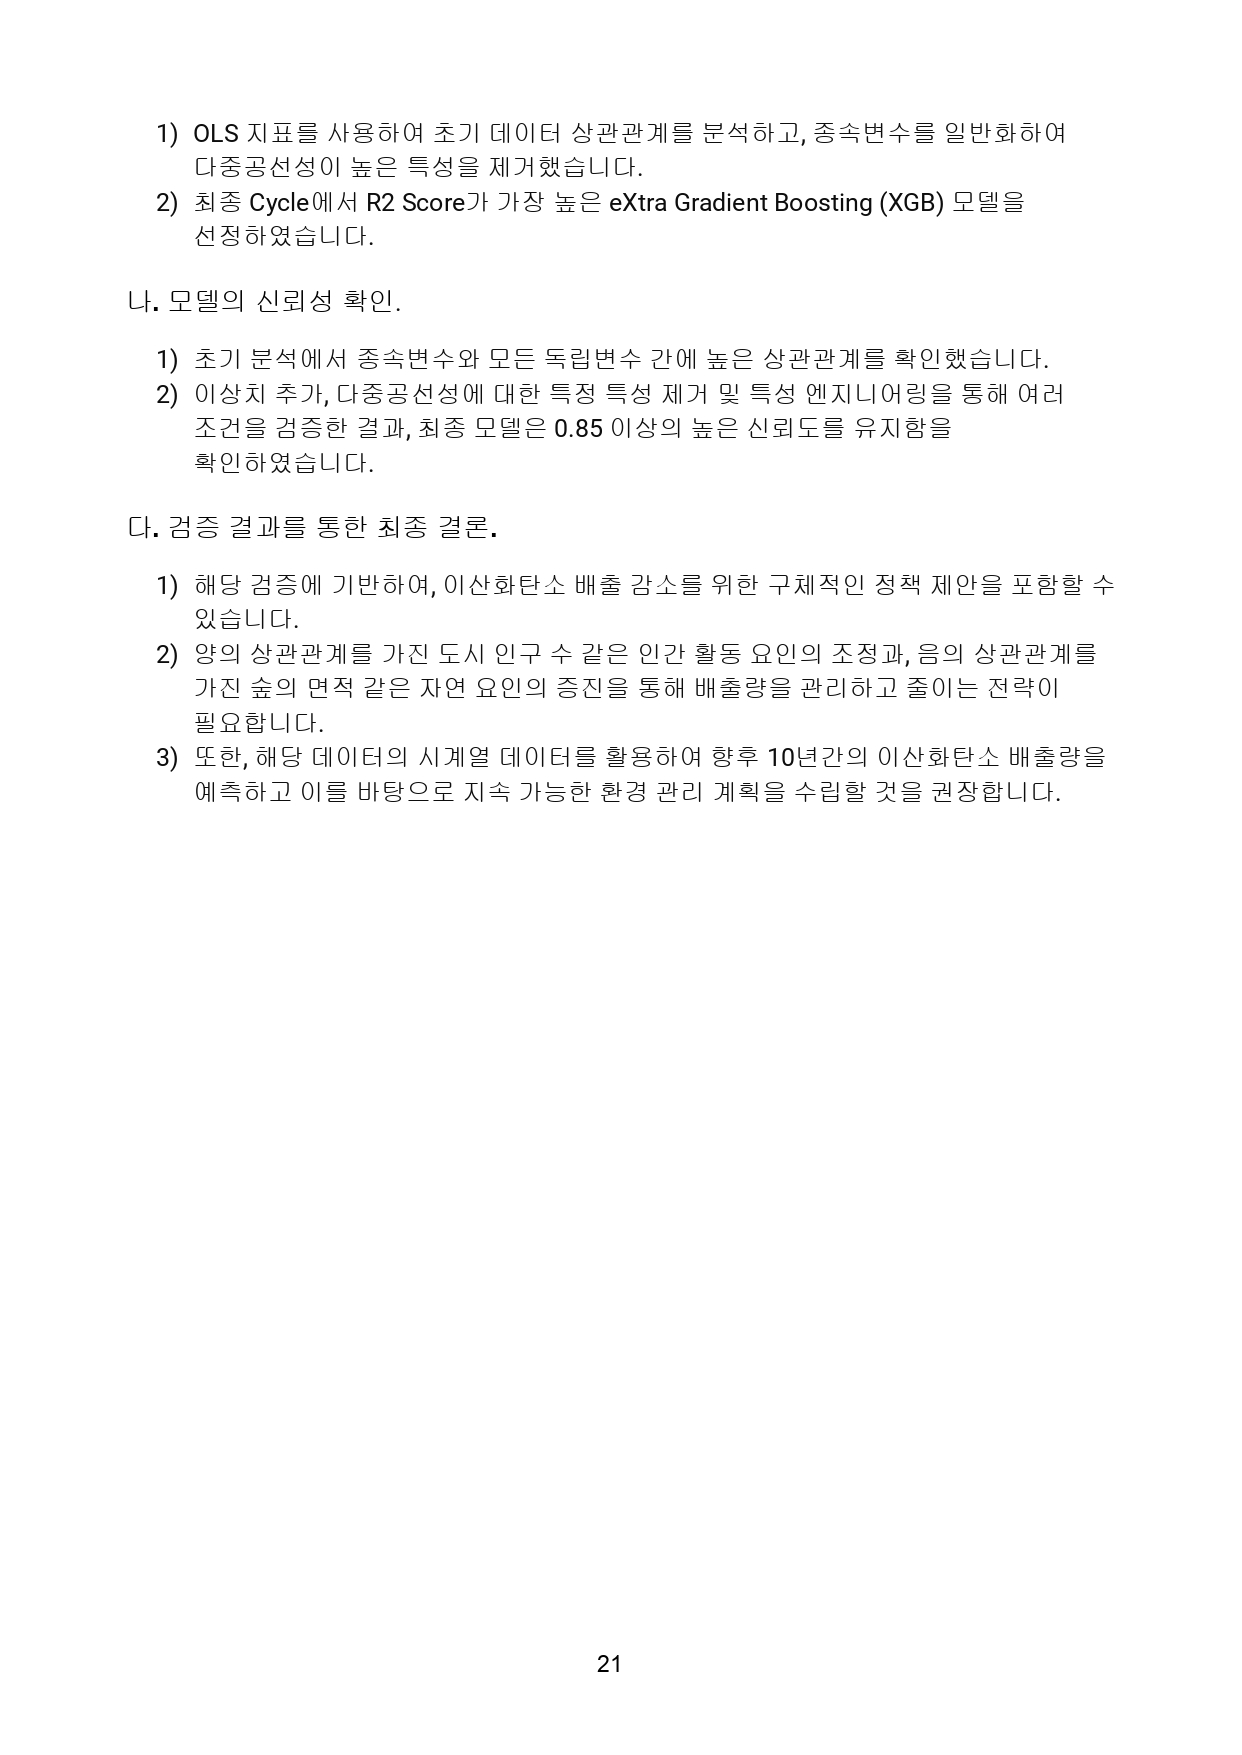 1) OLS 지표를 사용하여 초기 데이터 상관관계를 분석하고, 종속변수를 일반화하여
다중공선성이 높은 특성을 제거했습니다.
2) 최종 Cycle에서 R2 Score가 가장 높은 eXtra Gradient Boosting (XGB) 모델을
선정하였습니다.
나. 모델의 신뢰성 확인.
1) 초기 분석에서 종속변수와 모든 독립변수 간에 높은 상관관계를 확인했습니다.
2) 이상치 추가, 다중공선성에 대한 특정 특성 제거 및 특성 엔지니어링을 통해 여러
조건을 검증한 결과, 최종 모델은 0.85 이상의 높은 신뢰도를 유지함을
확인하였습니다.
다. 검증 결과를 통한 최종 결론.
1) 해당 검증에 기반하여, 이산화탄소 배출 감소를 위한 구체적인 정책 제안을 포함할 수
있습니다.
2) 양의 상관관계를 가진 도시 인구 수 같은 인간 활동 요인의 조정과, 음의 상관관계를
가진 숲의 면적 같은 자연 요인의 증진을 통해 배출량을 관리하고 줄이는 전략이
필요합니다.
3) 또한, 해당 데이터의 시계열 데이터를 활용하여 향후 10년간의 이산화탄소 배출량을
예측하고 이를 바탕으로 지속 가능한 환경 관리 계획을 수립할 것을 권장합니다.
21